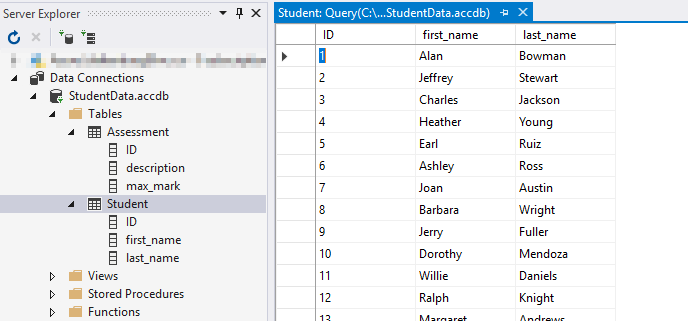 Server Explorer
Data Connections
StudentData.accdb
Tables
Assessment
ID
description
max_mark
Student
ID
first_name
last_name
Views
Stored Procedures
Functions
Student: Query(C:\...StudentData.accdb)
ID first_name last_name
1 Alan Bowman
2 Jeffrey Stewart
3 Charles Jackson
4 Heather Young
5 Earl Ruiz
6 Ashley Ross
7 Joan Austin
8 Barbara Wright
9 Jerry Fuller
10 Dorothy Mendoza
11 Willie Daniels
12 Ralph Knight
13 Margaret Andrews